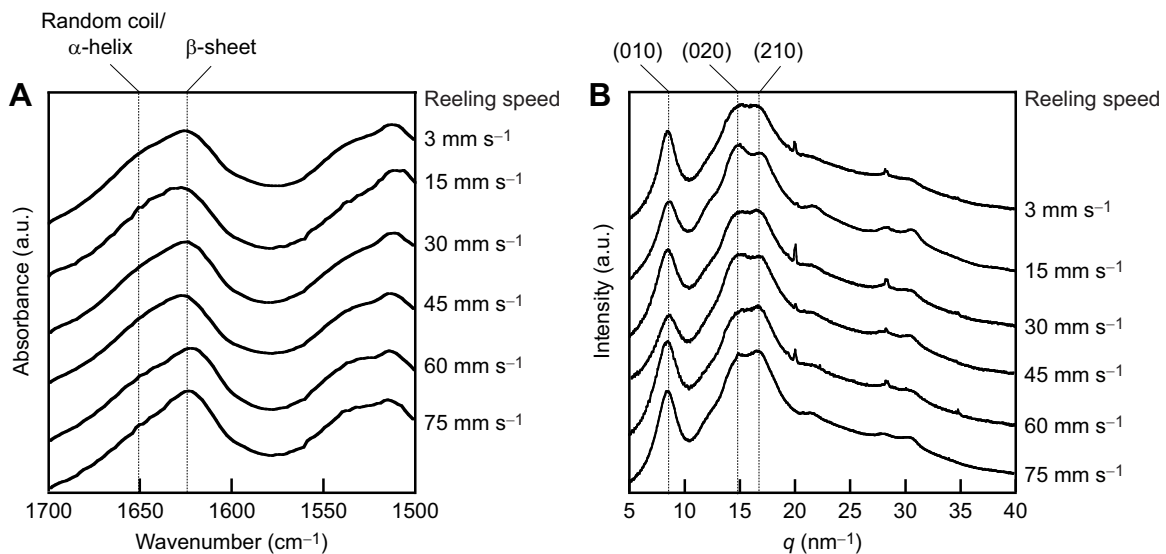 Random coil/
α-helix
β-sheet
A
Reeling speed
3 mm s⁻¹
15 mm s⁻¹
30 mm s⁻¹
45 mm s⁻¹
60 mm s⁻¹
75 mm s⁻¹
Absorbance (a.u.)
1700 1650 1600 1550 1500
Wavenumber (cm⁻¹)
(010) (020) (210)
B
Reeling speed
3 mm s⁻¹
15 mm s⁻¹
30 mm s⁻¹
45 mm s⁻¹
60 mm s⁻¹
75 mm s⁻¹
Intensity (a.u.)
5 10 15 20 25 30 35 40
q (nm⁻¹)